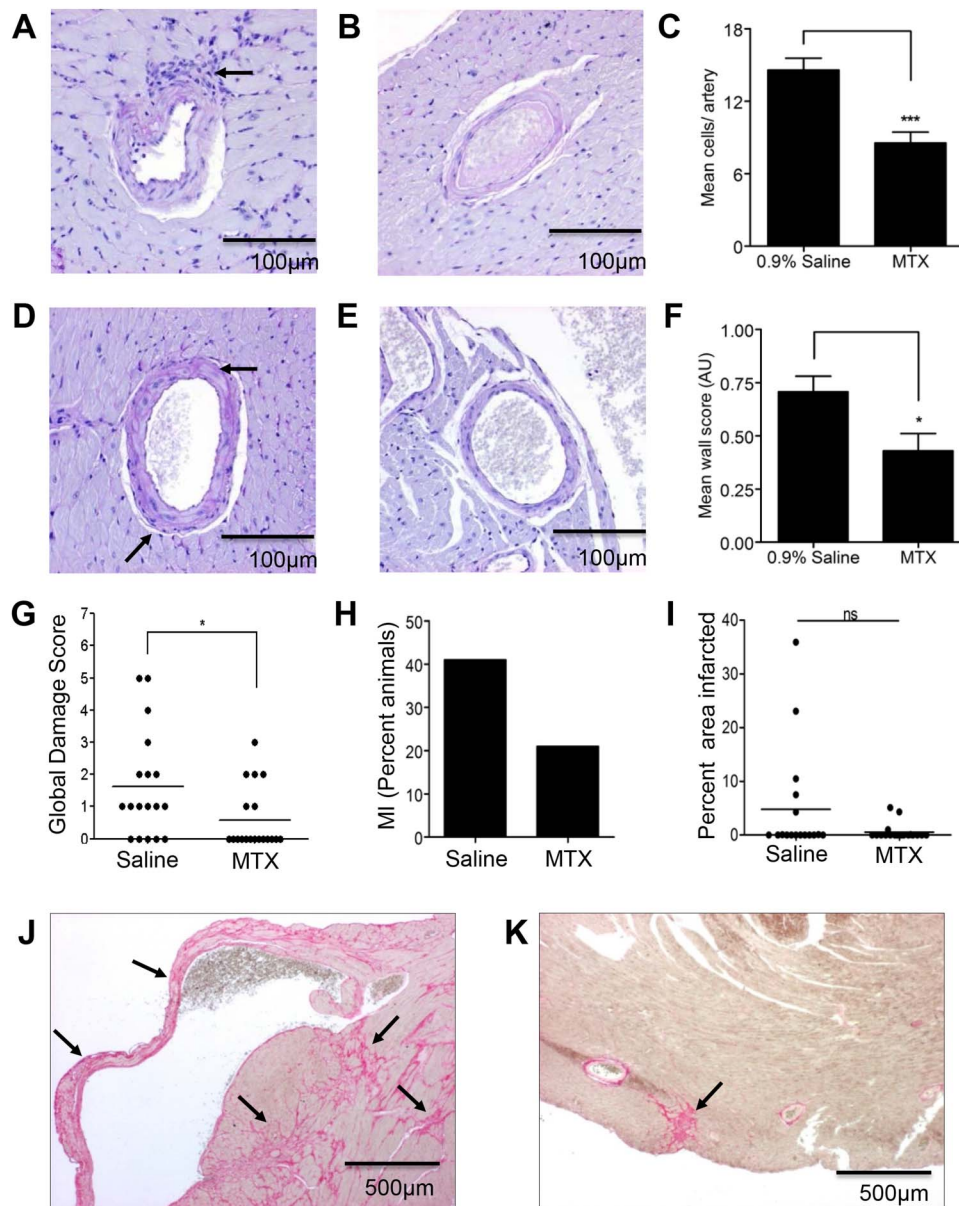 A
100µm
B
100µm
C
Mean cells/ artery
18
12
6
0
***
0.9% Saline
MTX
D
100µm
E
100µm
F
Mean wall score (AU)
1.00
0.75
0.50
0.25
0.00
*
0.9% Saline
MTX
G
Global Damage Score
7
6
5
4
3
2
1
0
*
Saline
MTX
H
MI (Percent animals)
50
40
30
20
10
0
Saline
MTX
I
Percent area infarcted
40
30
20
10
0
ns
Saline
MTX
J
500µm
K
500µm